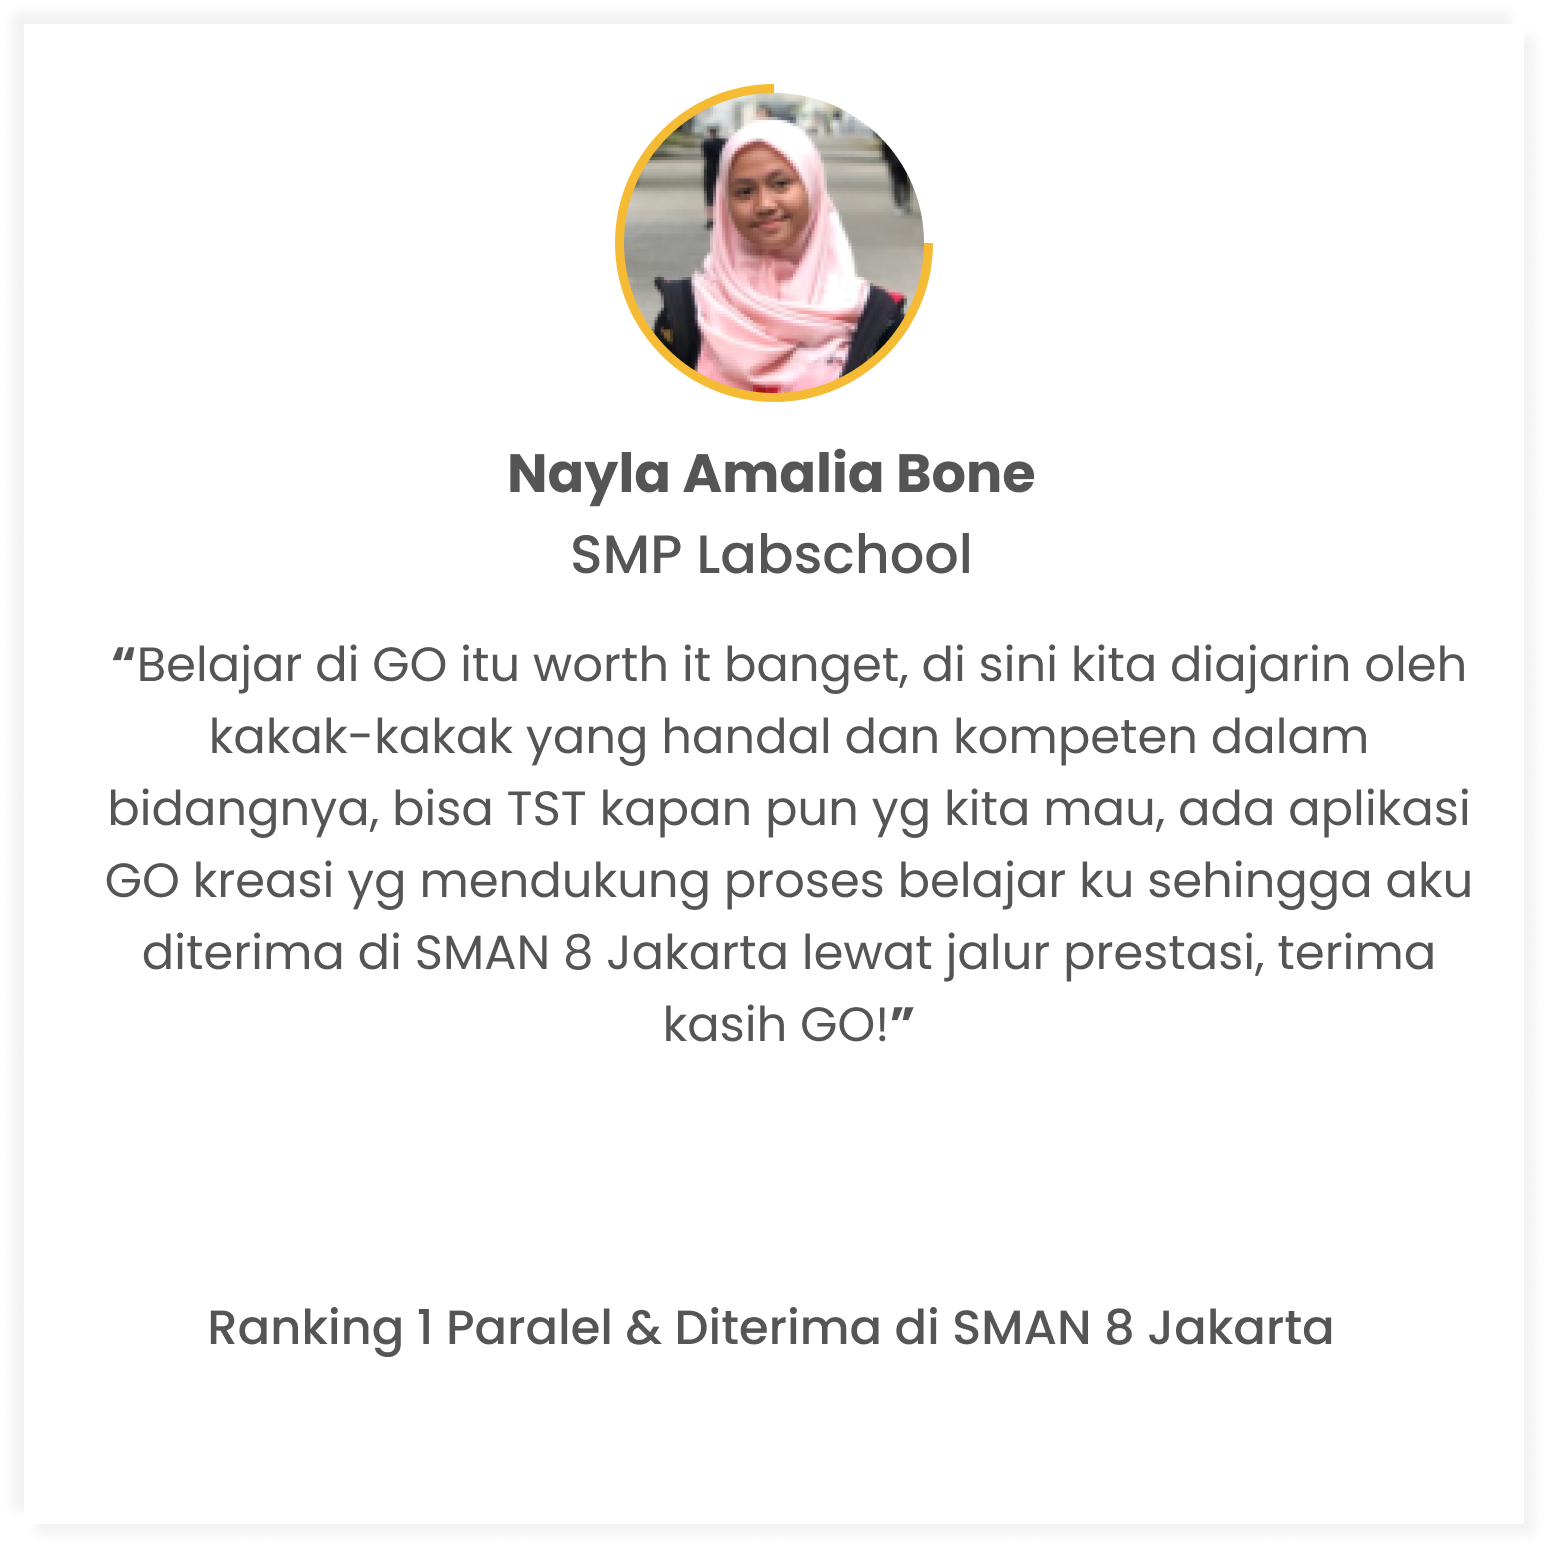 Nayla Amalia Bone
SMP Labschool
“Belajar di GO itu worth it banget, di sini kita diajarin oleh
kakak-kakak yang handal dan kompeten dalam
bidangnya, bisa TST kapan pun yg kita mau, ada aplikasi
GO kreasi yg mendukung proses belajar ku sehingga aku
diterima di SMAN 8 Jakarta lewat jalur prestasi, terima
kasih GO!”
Ranking 1 Paralel & Diterima di SMAN 8 Jakarta